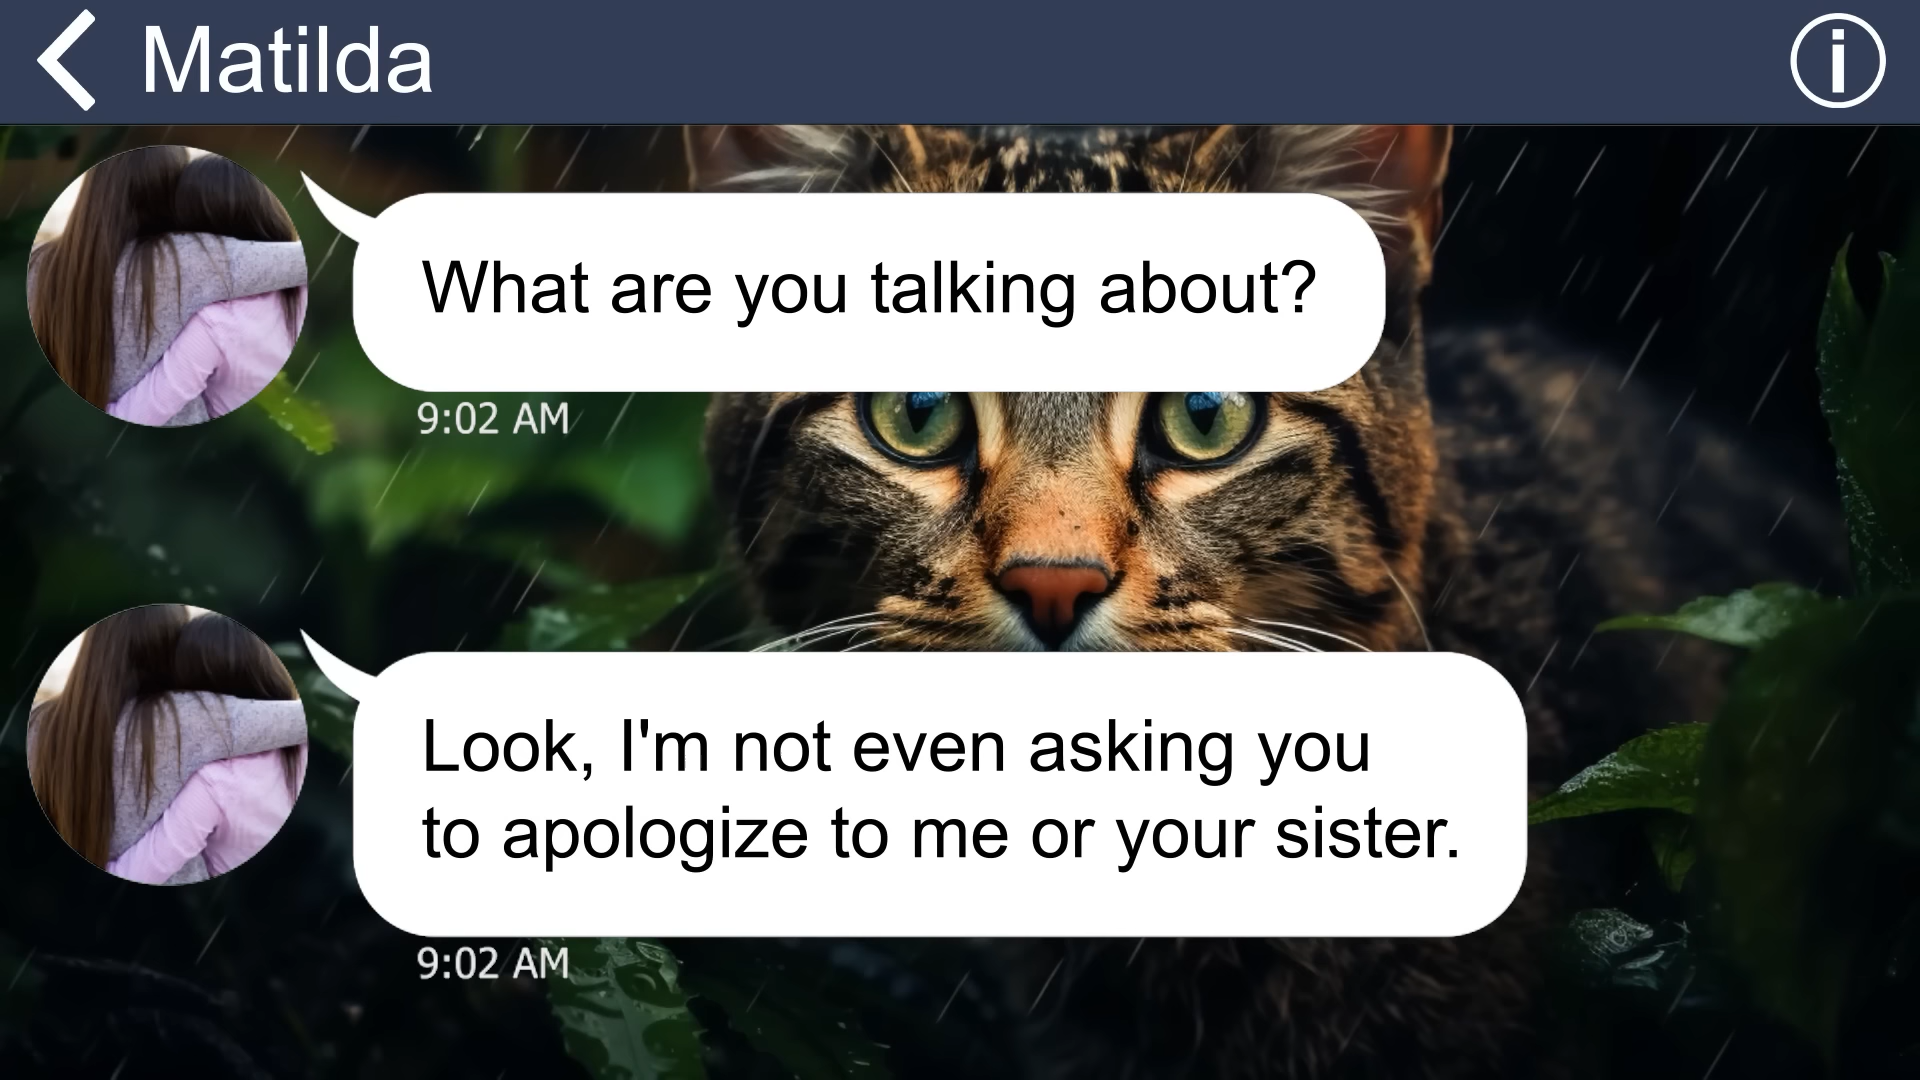 Matilda
What are you talking about?
9:02 AM
Look, I'm not even asking you
to apologize to me or your sister.
9:02 AM